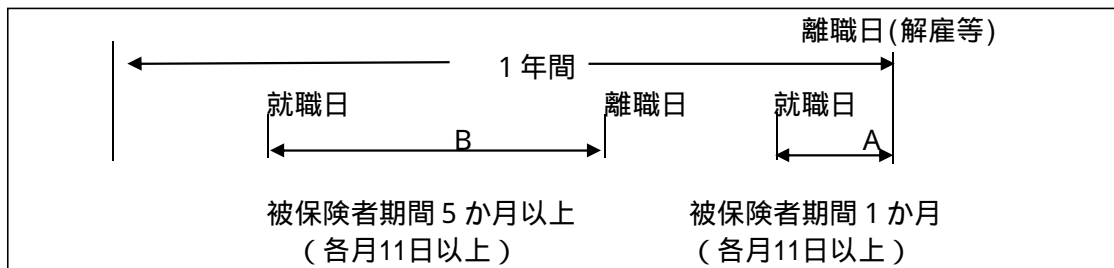 離職日(解雇等)
1年間
就職日
離職日
就職日
B
A
被保険者期間5か月以上
被保険者期間1か月
(各月11日以上)
(各月11日以上)